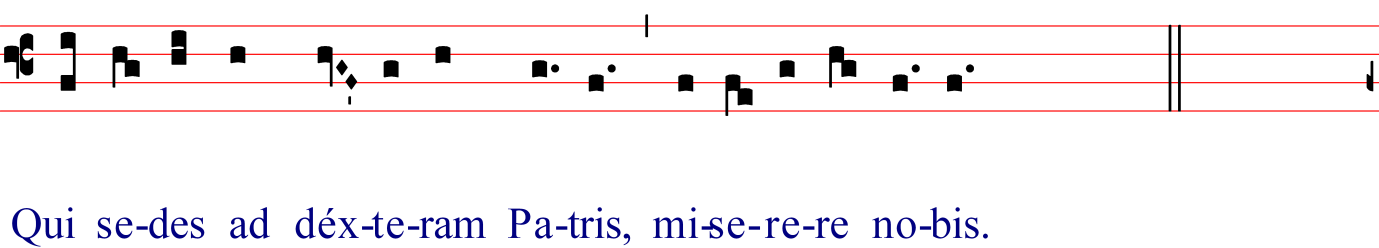 Qui se-des ad déx-te-ram Pa-tris, mi-se-re-re no-bis.